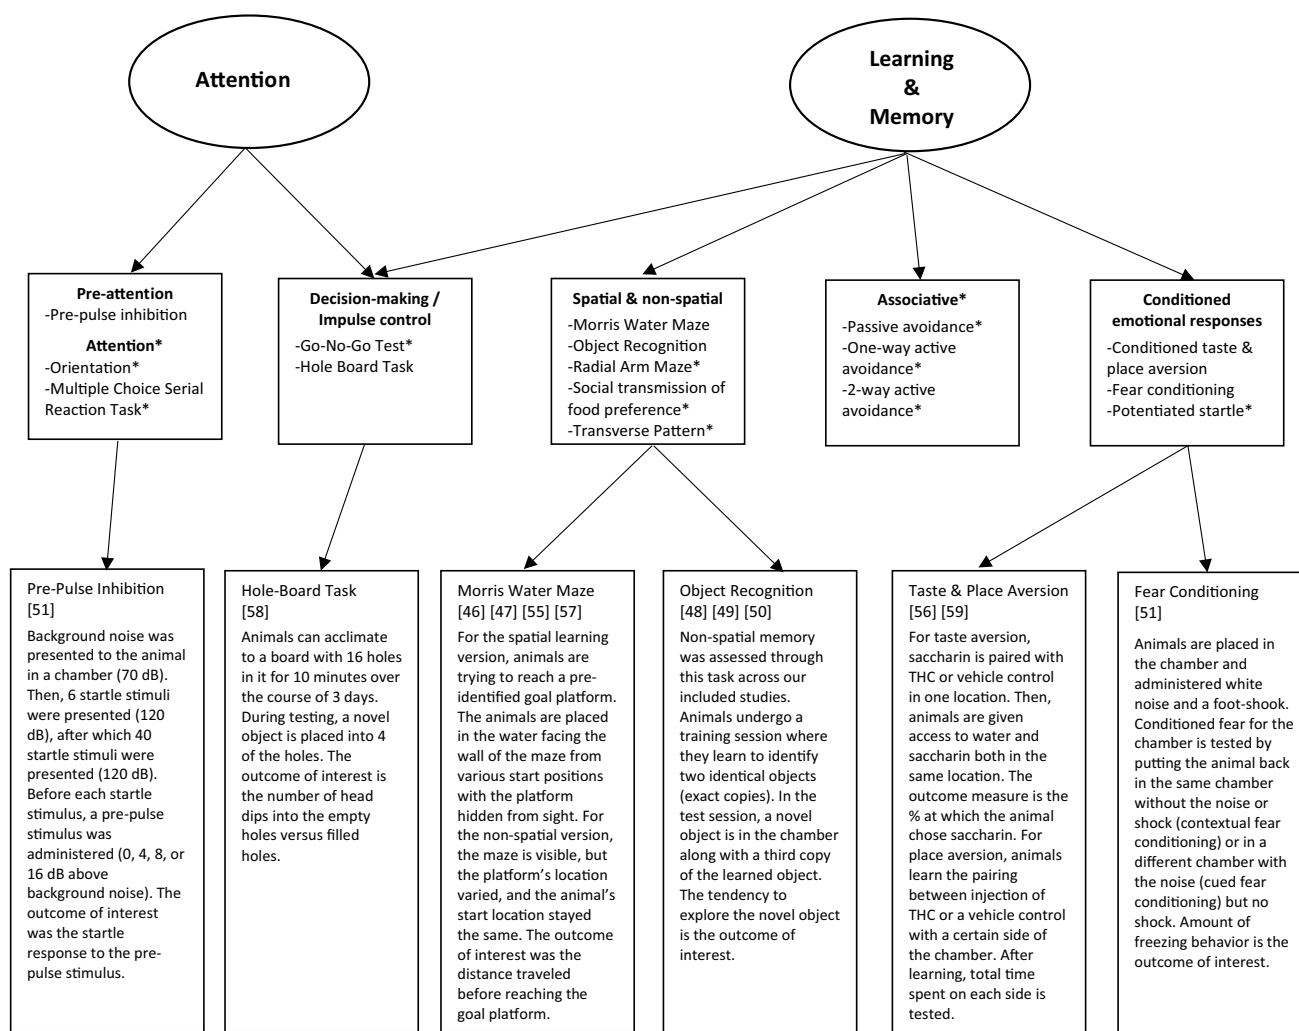 Attention
Learning
&
Memory
Pre-attention
-Pre-pulse inhibition
Attention*
-Orientation*
-Multiple Choice Serial
Reaction Task*
Decision-making /
Impulse control
-Go-No-Go Test*
-Hole Board Task
Spatial & non-spatial
-Morris Water Maze
-Object Recognition
-Radial Arm Maze*
-Social transmission of
food preference*
-Transverse Pattern*
Associative*
-Passive avoidance*
-One-way active
avoidance*
-2-way active
avoidance*
Conditioned
emotional responses
-Conditioned taste &
place aversion
-Fear conditioning
-Potentiated startle*
Pre-Pulse Inhibition
[51]
Background noise was
presented to the animal
in a chamber (70 dB).
Then, 6 startle stimuli
were presented (120
dB), after which 40
startle stimuli were
presented (120 dB).
Before each startle
stimulus, a pre-pulse
stimulus was
administered (0, 4, 8, or
16 dB above
background noise). The
outcome of interest
was the startle
response to the pre-
pulse stimulus.
Hole-Board Task
[58]
Animals can acclimate
to a board with 16 holes
in it for 10 minutes over
the course of 3 days.
During testing, a novel
object is placed into 4
of the holes. The
outcome of interest is
the number of head
dips into the empty
holes versus filled
holes.
Morris Water Maze
[46] [47] [55] [57]
For the spatial learning
version, animals are
trying to reach a pre-
identified goal platform.
The animals are placed
in the water facing the
wall of the maze from
various start positions
with the platform
hidden from sight. For
the non-spatial version,
the maze is visible, but
the platform's location
varied, and the animal's
start location stayed
the same. The outcome
of interest was the
distance traveled
before reaching the
goal platform.
Object Recognition
[48] [49] [50]
Non-spatial memory
was assessed through
this task across our
included studies.
Animals undergo a
training session where
they learn to identify
two identical objects
(exact copies). In the
test session, a novel
object is in the chamber
along with a third copy
of the learned object.
The tendency to
explore the novel object
is the outcome of
interest.
Taste & Place Aversion
[56] [59]
For taste aversion,
saccharin is paired with
THC or vehicle control
in one location. Then,
animals are given
access to water and
saccharin both in the
same location. The
outcome measure is the
% at which the animal
chose saccharin. For
place aversion, animals
learn the pairing
between injection of
THC or a vehicle control
with a certain side of
the chamber. After
learning, total time
spent on each side is
tested.
Fear Conditioning
[51]
Animals are placed in
the chamber and
administered white
noise and a foot-shook.
Conditioned fear for the
chamber is tested by
putting the animal back
in the same chamber
without the noise or
shock (contextual fear
conditioning) or in a
different chamber with
the noise (cued fear
conditioning) but no
shock. Amount of
freezing behavior is the
outcome of interest.